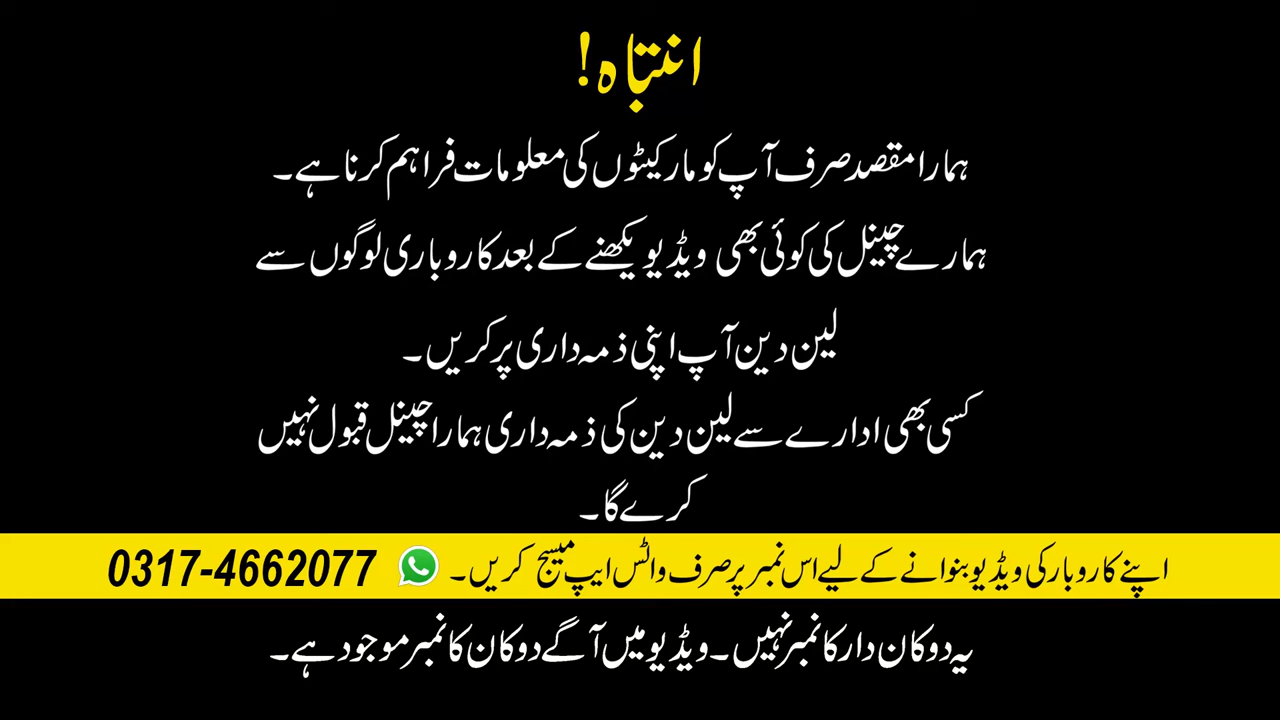 انتباہ!
ہمارا مقصد صرف آپ کو مارکیٹوں کی معلومات فراہم کرنا ہے۔
ہمارے چینل کی کوئی بھی ویڈیو یکھنے کے بعد کاروباری لوگوں سے
لین دین آپ اپنی ذمہ داری پر کریں۔
کسی بھی ادارے سے لین دین کی ذمہ داری ہمارا چینل قبول نہیں
کرے گا۔
اپنے کاروبار کی ویڈیو بنوانے کے لیے اس نمبر پر صرف واٹس ایپ میسج کریں۔ 0317-4662077
یہ دوکان دار کا نمبر نہیں۔ ویڈیو میں آگے دوکان کا نمبر موجود ہے۔